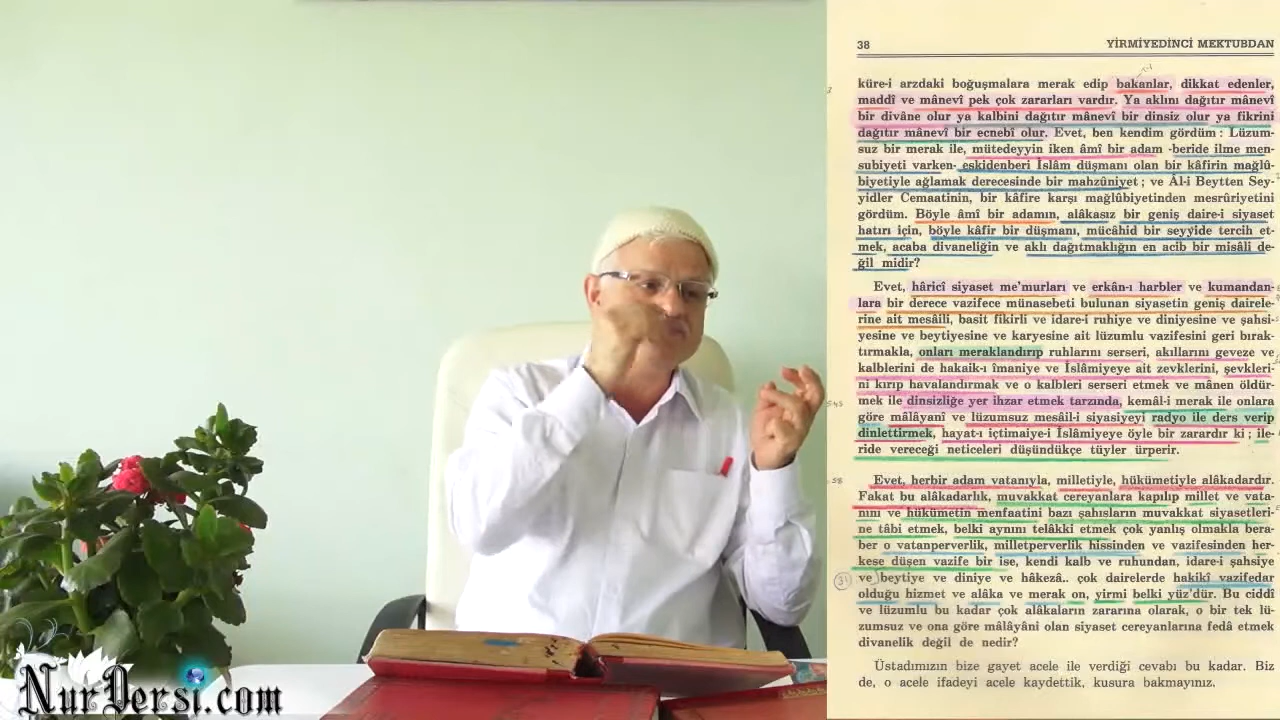 38 YİRMİYEDİNCİ MEKTUBDAN
küre-i arzdaki boğuşmalara merak edip bakanlar, dikkat edenler,
maddî ve mânevî pek çok zararları vardır. Ya aklını dağıtır mânevî
bir divâne olur ya kalbini dağıtır mânevî bir dinsiz olur ya fikrini
dağıtır mânevî bir ecnebî olur. Evet, ben kendim gördüm : Lüzum-
suz bir merak ile, mütedeyyin iken âmî bir adam -beride ilme men-
subiyeti varken- eskidenberi İslâm düşmanı olan bir kâfirin mağlû-
biyetiyle ağlamak derecesinde bir mahzûniyet ; ve Âl-i Beytten Sey-
yidler Cemaatinin, bir kâfire karşı mağlûbiyetinden mesrûriyetini
gördüm. Böyle âmî bir adamın, alâkasız bir geniş daire-i siyaset
hatırı için, böyle kâfir bir düşmanı, mücâhid bir seyyide tercih et-
mek, acaba divaneliğin ve aklı dağıtmaklığın en acib bir misâli de-
ğil midir?
Evet, hâricî siyaset me'murları ve erkân-ı harbler ve kumandan-
lara bir derece vazifece münasebeti bulunan siyasetin geniş dairele-
rine ait mesâili, basit fikirli ve idare-i ruhiye ve diniyesine ve şahsi-
yesine ve beytiyesine ve karyesine ait lüzumlu vazifesini geri bırak-
tırmakla, onları meraklandırıp ruhlarını serseri, akıllarını geveze ve
kalblerini de hakaik-ı imaniye ve İslâmiyeye ait zevklerini, şevkleri-
ni kırıp havalandırmak ve o kalbleri serseri etmek ve mânen öldür-
mek ile dinsizliğe yer ihzar etmek tarzında, kemâl-i merak ile onlara
göre mâlâyanî ve lüzumsuz mesâil-i siyasiyeyi radyo ile ders verip
dinlettirmek, hayat-ı içtimaiye-i İslâmiyeye öyle bir zarardır ki ; ile-
ride vereceği neticeleri düşündükçe tüyler ürperir.
Evet, herbir adam vatanıyla, milletiyle, hükûmetiyle alâkadardır.
Fakat bu alâkadarlık, muvakkat cereyanlara kapılıp millet ve vata-
nını ve hükûmetin menfaatini bazı şahısların muvakkat siyasetleri-
ne tâbi etmek, belki aynını telâkki etmek çok yanlış olmakla bera-
ber o vatanperverlik, milletperverlik hissinden ve vazifesinden her-
kese düşen vazife bir ise, kendi kalb ve ruhundan, idare-i şahsiye
ve beytiye ve diniye ve hâkezâ.. çok dairelerde hakikî vazifedar
olduğu hizmet ve alâka ve merak on, yirmi belki yüz'dür. Bu ciddî
ve lüzumlu bu kadar çok alâkaların zararına olarak, o bir tek lü-
zumsuz ve ona göre mâlâyâni olan siyaset cereyanlarına fedâ etmek
divanelik değil de nedir?
Üstadımızın bize gayet acele ile verdiği cevabı bu kadar. Biz
de, o acele ifadeyi acele kaydettik, kusura bakmayınız.
NurDersi.com